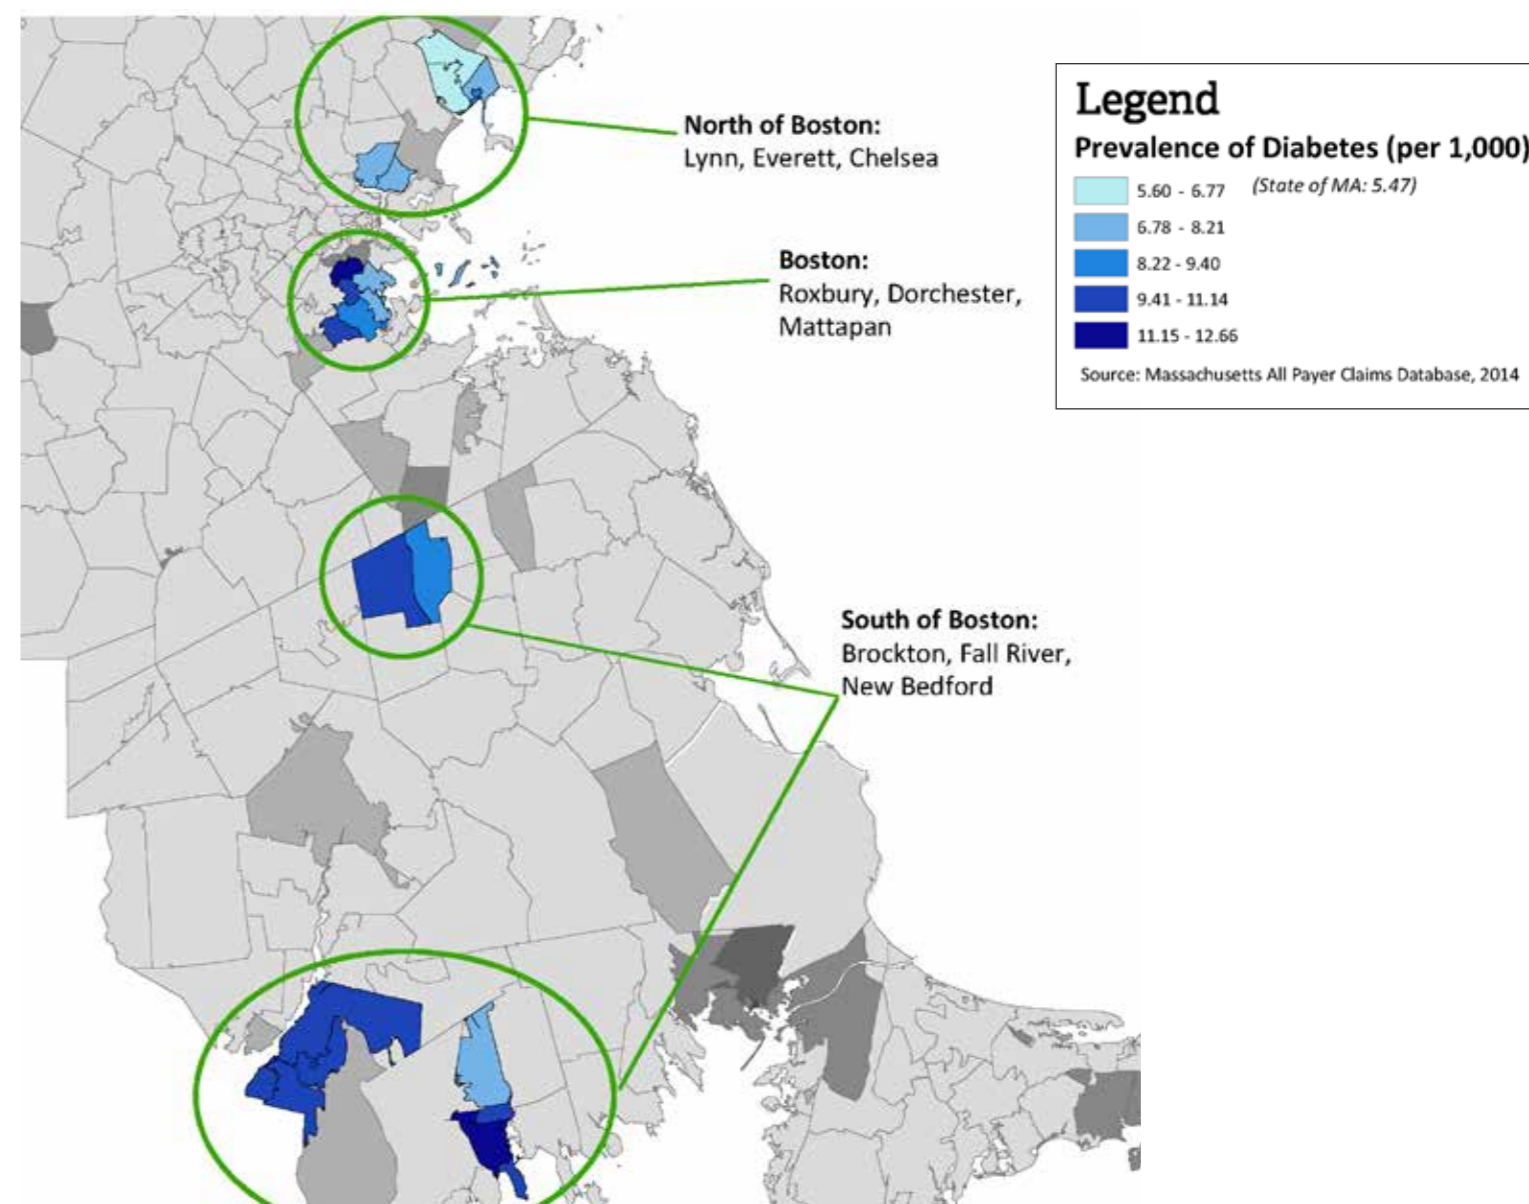 North of Boston:
Lynn, Everett, Chelsea
Boston:
Roxbury, Dorchester,
Mattapan
South of Boston:
Brockton, Fall River,
New Bedford
Legend
Prevalence of Diabetes (per 1,000)
5.60 - 6.77 (State of MA: 5.47)
6.78 - 8.21
8.22 - 9.40
9.41 - 11.14
11.15 - 12.66
Source: Massachusetts All Payer Claims Database, 2014